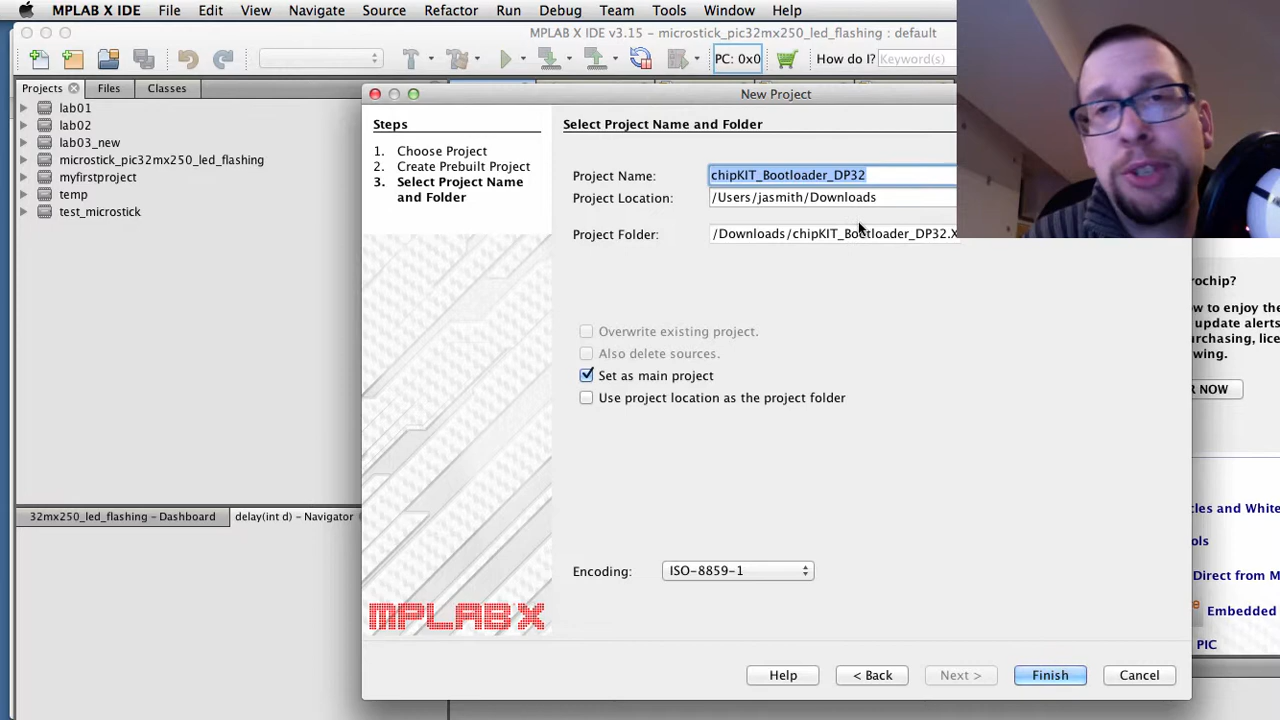 MPLAB X IDE File Edit View Navigate Source Refactor Run Debug Team Tools Window Help
MPLAB X IDE v3.15 - microstick_pic32mx250_led_flashing : default
PC: 0x0 How do I? Keyword(s)
Projects Files Classes
lab01
lab02
lab03_new
microstick_pic32mx250_led_flashing
myfirstproject
temp
test_microstick
32mx250_led_flashing - Dashboard delay(int d) - Navigator
New Project
Steps
1. Choose Project
2. Create Prebuilt Project
3. Select Project Name
and Folder
MPLAB X
Select Project Name and Folder
Project Name: chipKIT_Bootloader_DP32
Project Location: /Users/jasmith/Downloads
Project Folder: /Downloads/chipKIT_Bootloader_DP32.X
Overwrite existing project.
Also delete sources.
Set as main project
Use project location as the project folder
Encoding: ISO-8859-1
Help < Back Next > Finish Cancel
rochip?
ow to enjoy the
update alerts
rchasing, lice
wing.
R NOW
cles and White
ols
Direct from M
e Embedded
PIC